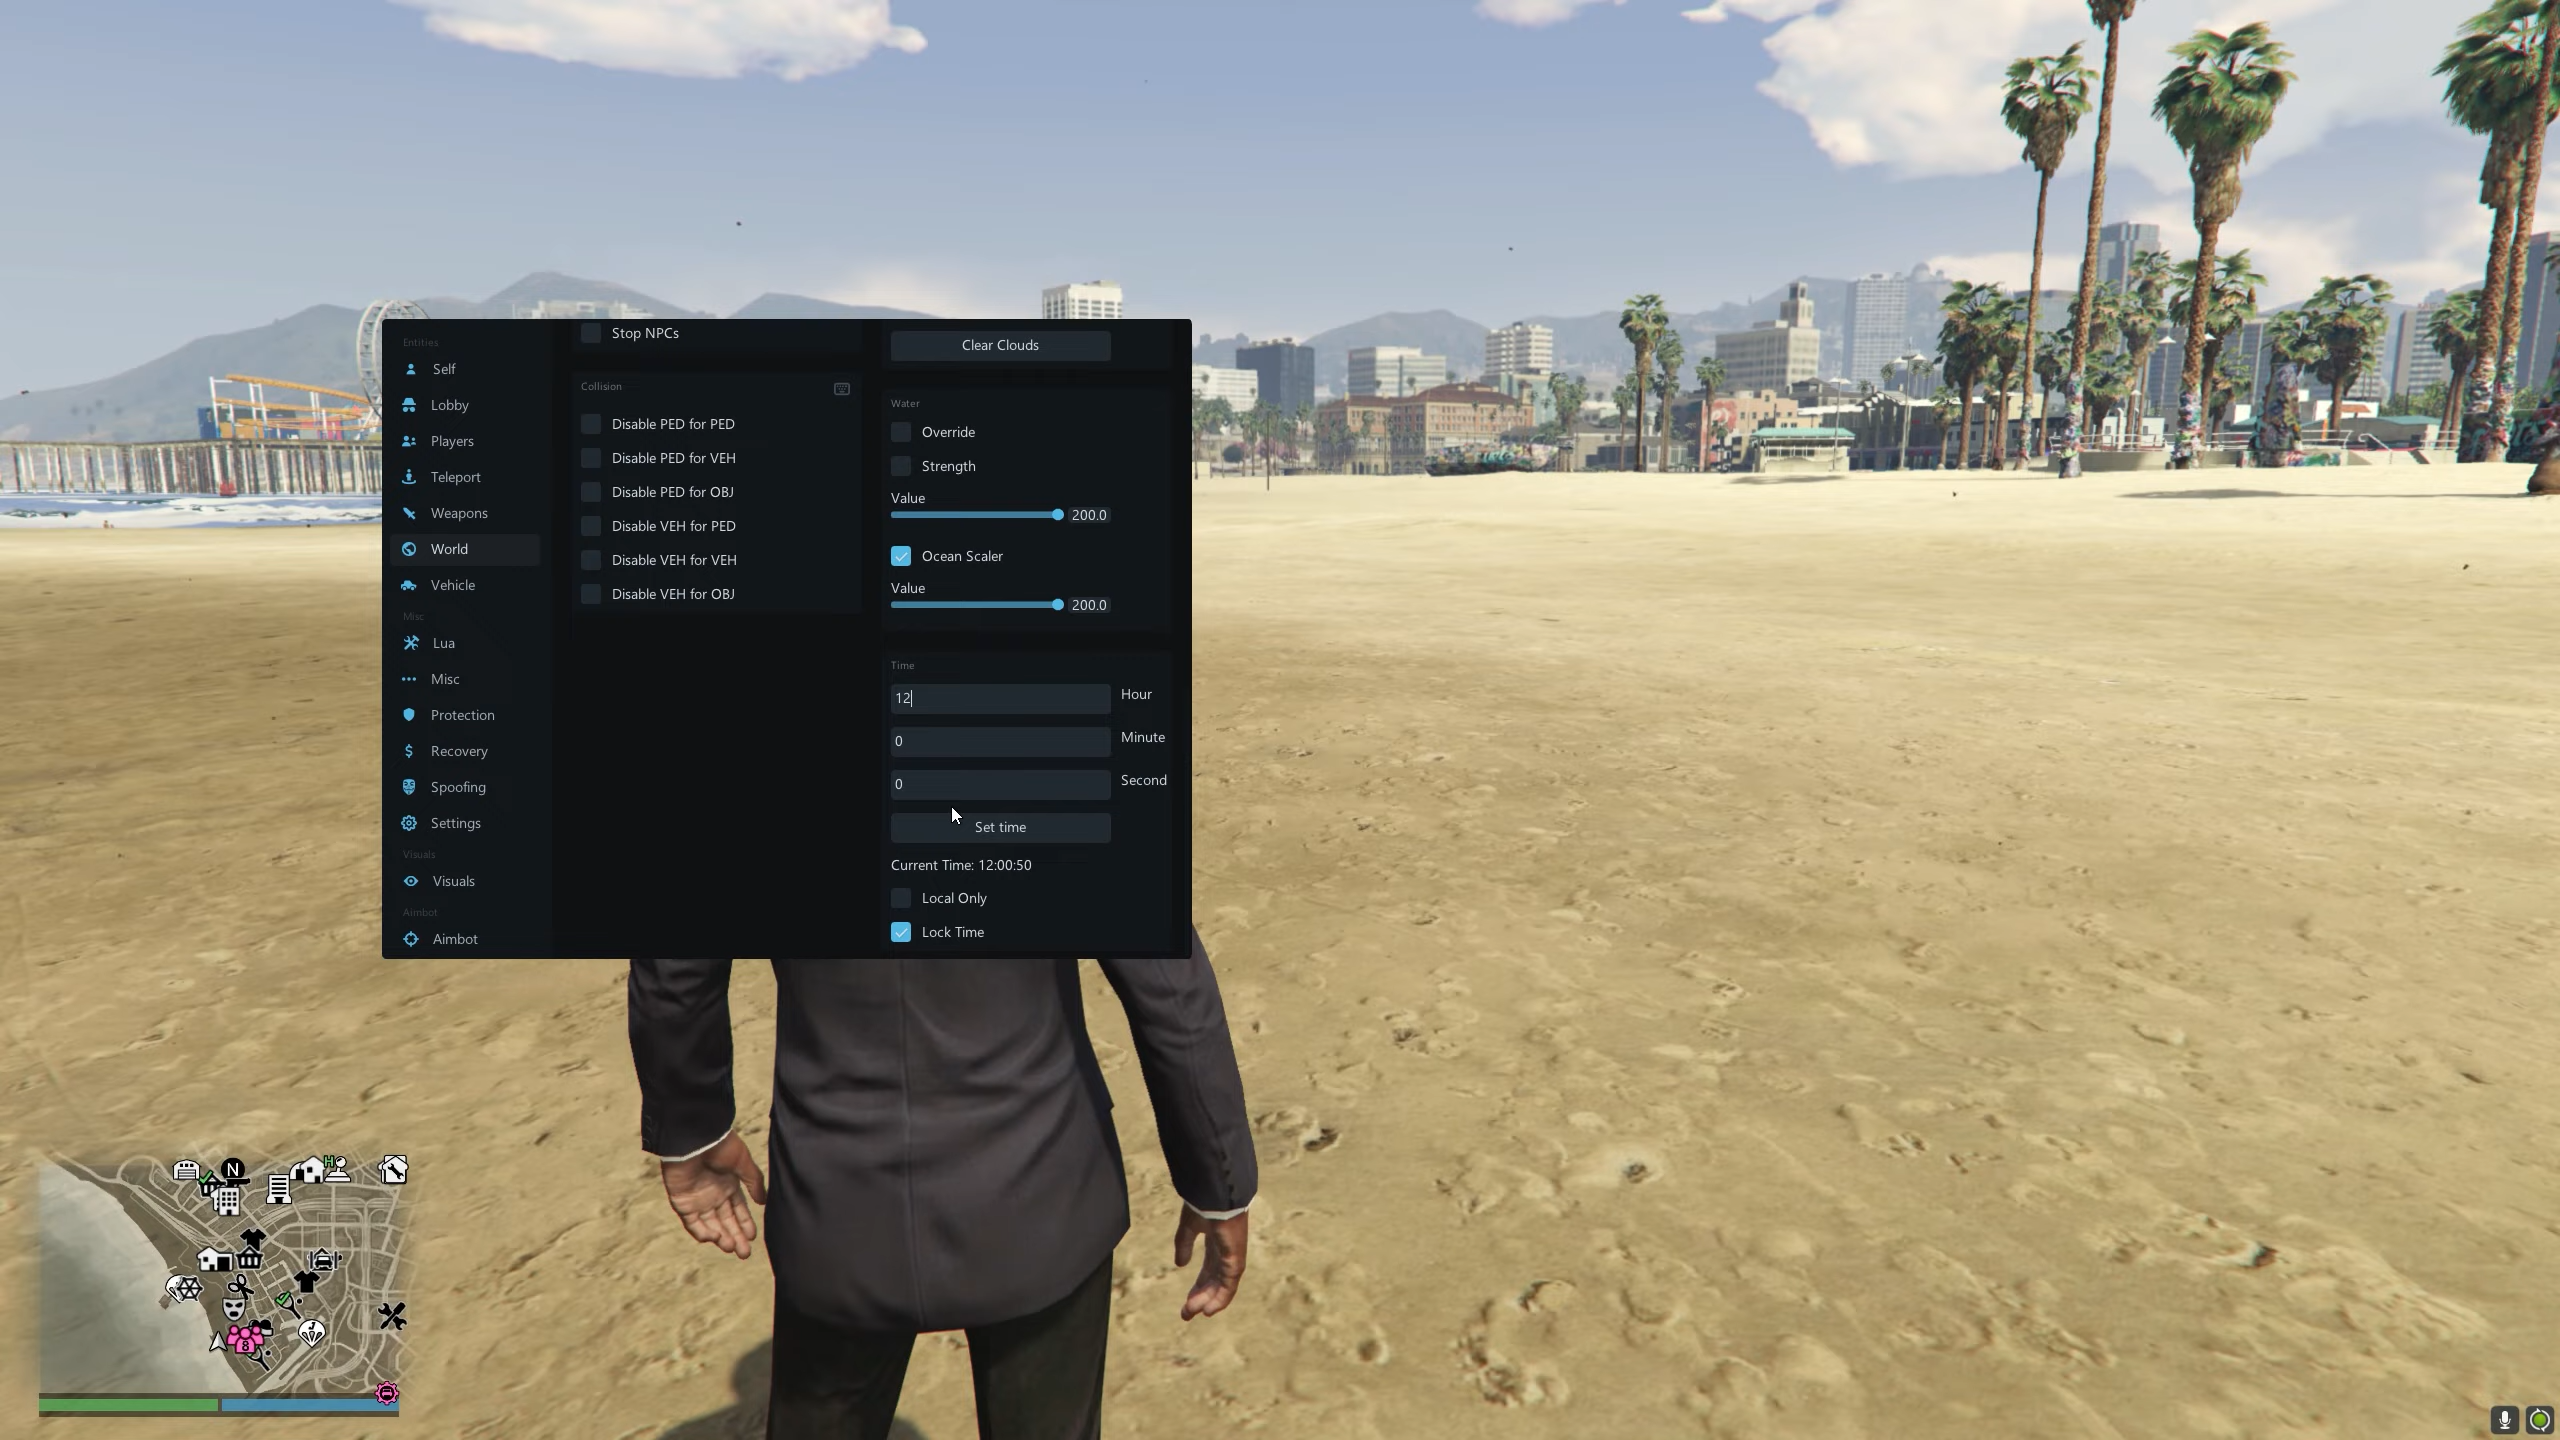 Entities
Self
Lobby
Players
Teleport
Weapons
World
Vehicle
Misc
Lua
Misc
Protection
Recovery
Spoofing
Settings
Visuals
Visuals
Aimbot
Aimbot
Stop NPCs
Collision
Disable PED for PED
Disable PED for VEH
Disable PED for OBJ
Disable VEH for PED
Disable VEH for VEH
Disable VEH for OBJ
Clear Clouds
Water
Override
Strength
Value
200.0
Ocean Scaler
Value
200.0
Time
12 Hour
0 Minute
0 Second
Set time
Current Time: 12:00:50
Local Only
Lock Time
N
H
J
8